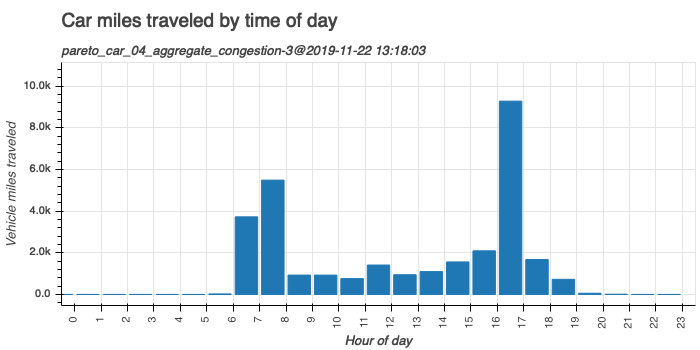 Car miles traveled by time of day
pareto_car_04_aggregate_congestion-3@2019-11-22 13:18:03
Vehicle miles traveled
10.0k
8.0k
6.0k
4.0k
2.0k
0.0
0 1 2 3 4 5 6 7 8 9 10 11 12 13 14 15 16 17 18 19 20 21 22 23
Hour of day